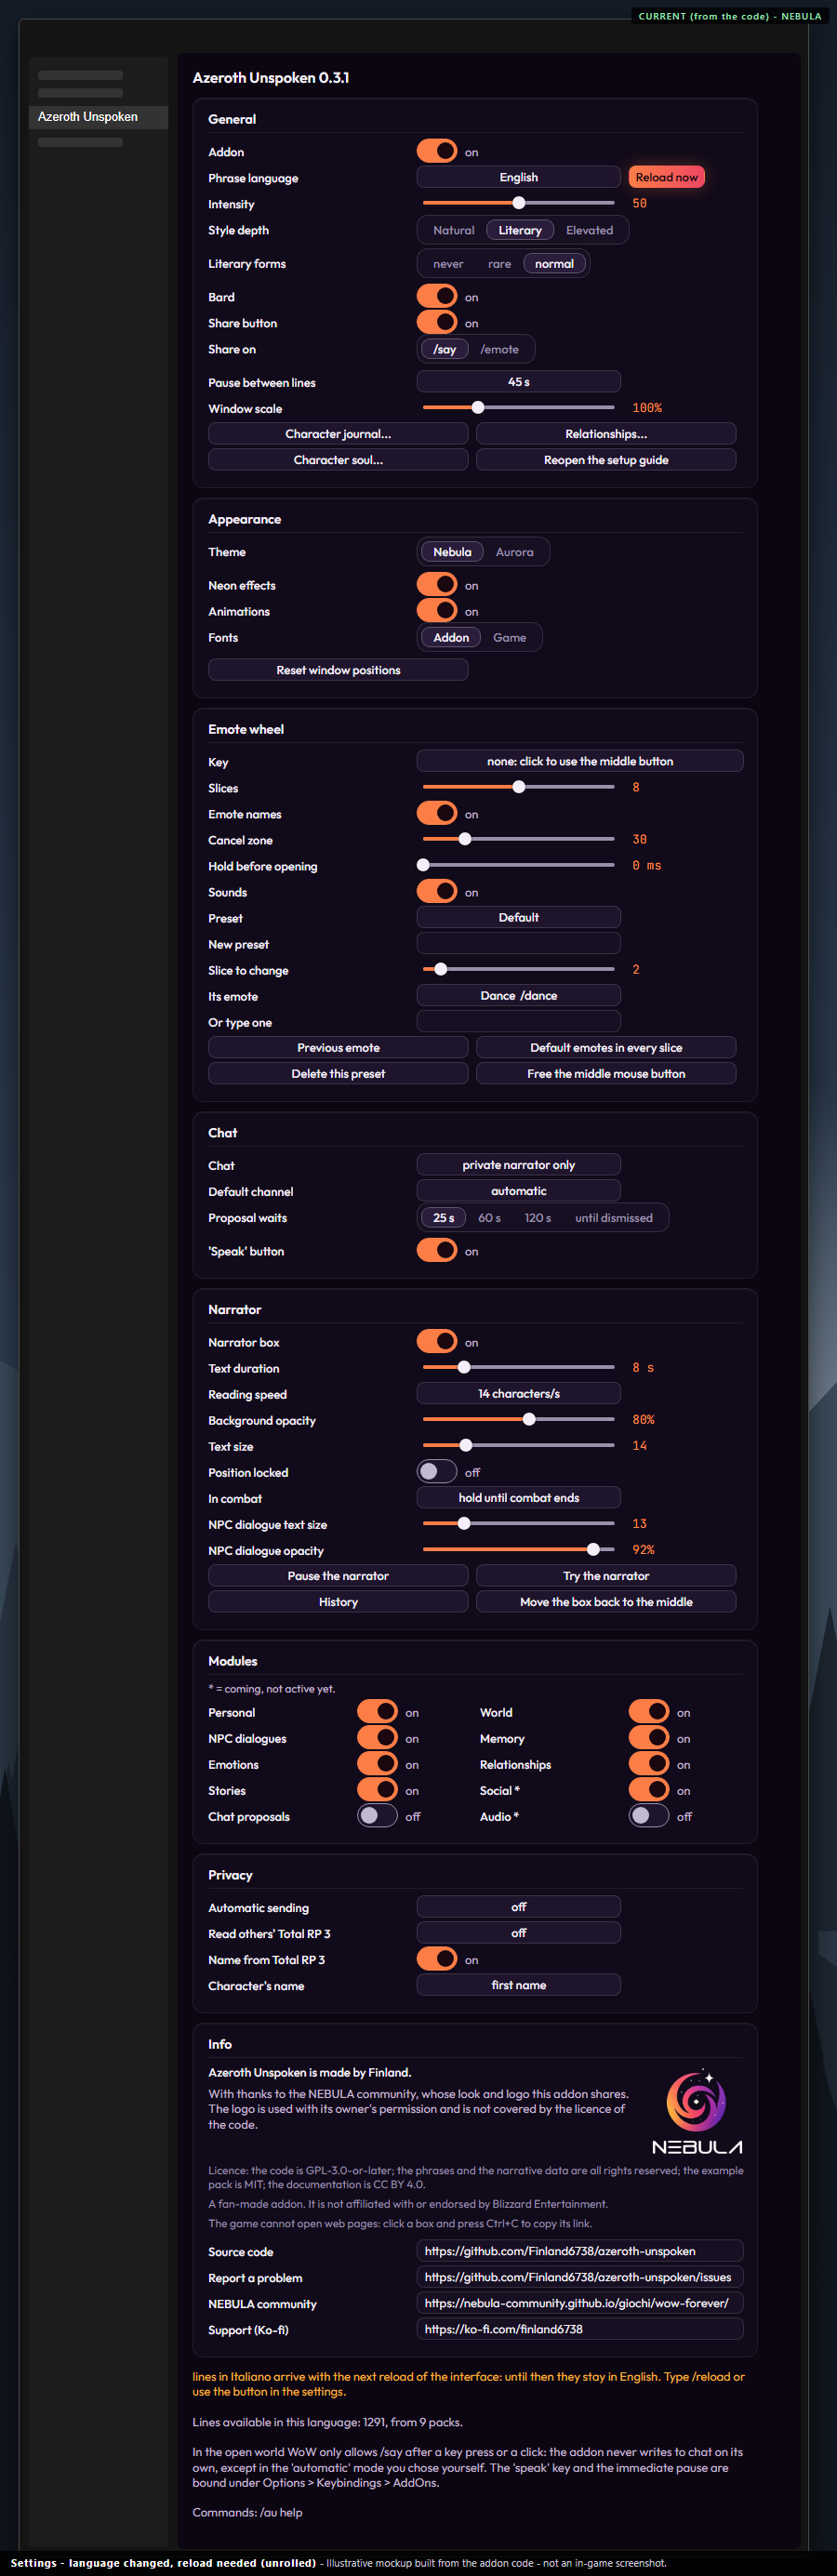 CURRENT (from the code) - NEBULA
Azeroth Unspoken
Azeroth Unspoken 0.3.1
General
Addon on
Phrase language English Reload now
Intensity 50
Style depth Natural Literary Elevated
Literary forms never rare normal
Bard on
Share button on
Share on /say /emote
Pause between lines 45 s
Window scale 100%
Character journal... Relationships...
Character soul... Reopen the setup guide
Appearance
Theme Nebula Aurora
Neon effects on
Animations on
Fonts Addon Game
Reset window positions
Emote wheel
Key none: click to use the middle button
Slices 8
Emote names on
Cancel zone 30
Hold before opening 0 ms
Sounds on
Preset Default
New preset
Slice to change 2
Its emote Dance /dance
Or type one
Previous emote Default emotes in every slice
Delete this preset Free the middle mouse button
Chat
Chat private narrator only
Default channel automatic
Proposal waits 25 s 60 s 120 s until dismissed
'Speak' button on
Narrator
Narrator box on
Text duration 8 s
Reading speed 14 characters/s
Background opacity 80%
Text size 14
Position locked off
In combat hold until combat ends
NPC dialogue text size 13
NPC dialogue opacity 92%
Pause the narrator Try the narrator
History Move the box back to the middle
Modules
* = coming, not active yet.
Personal on World on
NPC dialogues on Memory on
Emotions on Relationships on
Stories on Social * on
Chat proposals off Audio * off
Privacy
Automatic sending off
Read others' Total RP 3 off
Name from Total RP 3 on
Character's name first name
Info
Azeroth Unspoken is made by Finland.
With thanks to the NEBULA community, whose look and logo this addon shares.
The logo is used with its owner's permission and is not covered by the licence of
the code.
NEBULA
Licence: the code is GPL-3.0-or-later; the phrases and the narrative data are all rights reserved; the example
pack is MIT; the documentation is CC BY 4.0.
A fan-made addon. It is not affiliated with or endorsed by Blizzard Entertainment.
The game cannot open web pages: click a box and press Ctrl+C to copy its link.
Source code https://github.com/Finland6738/azeroth-unspoken
Report a problem https://github.com/Finland6738/azeroth-unspoken/issues
NEBULA community https://nebula-community.github.io/giochi/wow-forever/
Support (Ko-fi) https://ko-fi.com/finland6738
lines in Italiano arrive with the next reload of the interface: until then they stay in English. Type /reload or
use the button in the settings.
Lines available in this language: 1291, from 9 packs.
In the open world WoW only allows /say after a key press or a click: the addon never writes to chat on its
own, except in the 'automatic' mode you chose yourself. The 'speak' key and the immediate pause are
bound under Options > Keybindings > AddOns.
Commands: /au help
Settings - language changed, reload needed (unrolled) - Illustrative mockup built from the addon code - not an in-game screenshot.